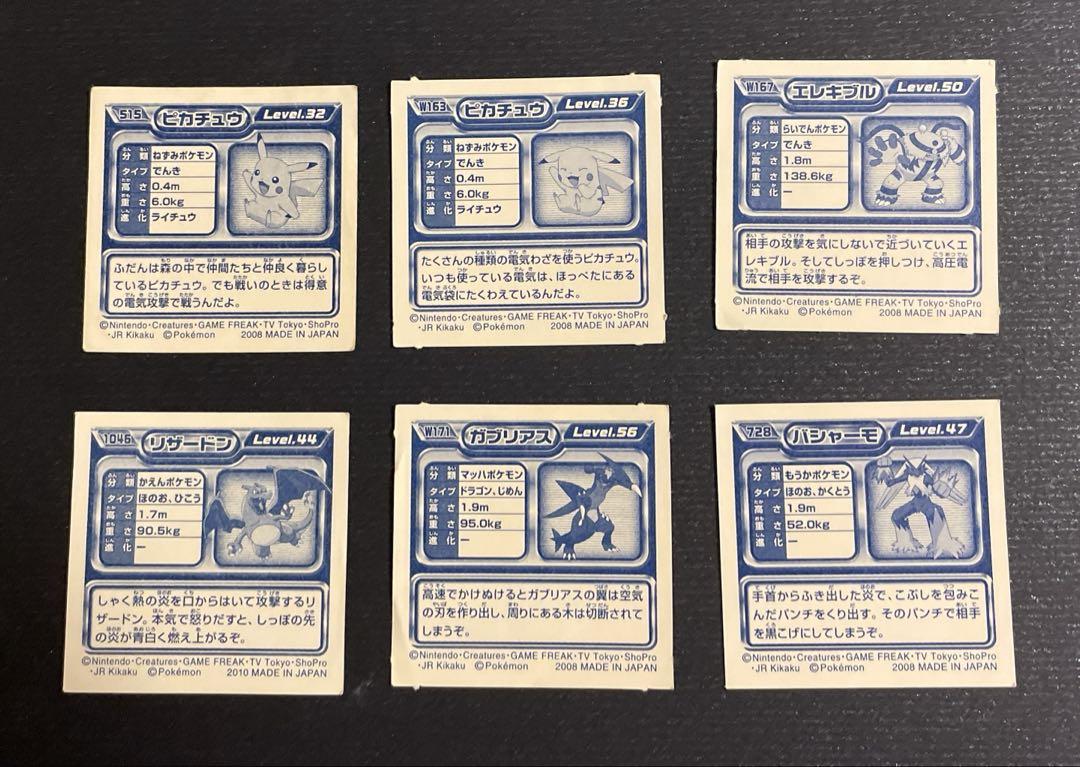 515 ピカチュウ Level.32
分類 ねずみポケモン
タイプ でんき
高さ 0.4m
重さ 6.0kg
進化 ライチュウ
ふだんは森の中で仲間たちと仲良く暮らし
ているピカチュウ。でも戦いのときは得意
の電気攻撃で戦うんだよ。
©Nintendo・Creatures・GAME FREAK・TV Tokyo・ShoPro
・JR Kikaku ©Pokémon 2008 MADE IN JAPAN
W163 ピカチュウ Level.36
分類 ねずみポケモン
タイプ でんき
高さ 0.4m
重さ 6.0kg
進化 ライチュウ
たくさんの種類の電気わざを使うピカチュウ。
いつも使っている電気は、ほっぺたにある
電気袋にたくわえているんだよ。
©Nintendo・Creatures・GAME FREAK・TV Tokyo・ShoPro
・JR Kikaku ©Pokémon 2008 MADE IN JAPAN
W167 エレキブル Level.50
分類 らいでんポケモン
タイプ でんき
高さ 1.8m
重さ 138.6kg
進化 ー
相手の攻撃を気にしないで近づいていくエ
レキブル。そしてしっぽを押しつけ、高圧電
流で相手を攻撃するぞ。
©Nintendo・Creatures・GAME FREAK・TV Tokyo・ShoPro
・JR Kikaku ©Pokémon 2008 MADE IN JAPAN
1046 リザードン Level.44
分類 かえんポケモン
タイプ ほのお、ひこう
高さ 1.7m
重さ 90.5kg
進化 ー
しゃく熱の炎を口からはいて攻撃するリ
ザードン。本気で怒りだすと、しっぽの先
の炎が青白く燃え上がるぞ。
©Nintendo・Creatures・GAME FREAK・TV Tokyo・ShoPro
・JR Kikaku ©Pokémon 2010 MADE IN JAPAN
W171 ガブリアス Level.56
分類 マッハポケモン
タイプ ドラゴン、じめん
高さ 1.9m
重さ 95.0kg
進化 ー
高速でかけぬけるとガブリアスの翼は空気
の刃を作り出し、周りにある木は切断されて
しまうぞ。
©Nintendo・Creatures・GAME FREAK・TV Tokyo・ShoPro
・JR Kikaku ©Pokémon 2008 MADE IN JAPAN
728 バシャーモ Level.47
分類 もうかポケモン
タイプ ほのお、かくとう
高さ 1.9m
重さ 52.0kg
進化 ー
手首からふき出した炎で、こぶしを包みこ
んだパンチをくり出す。そのパンチで相手
を黒こげにしてしまうぞ。
©Nintendo・Creatures・GAME FREAK・TV Tokyo・ShoPro
・JR Kikaku ©Pokémon 2008 MADE IN JAPAN